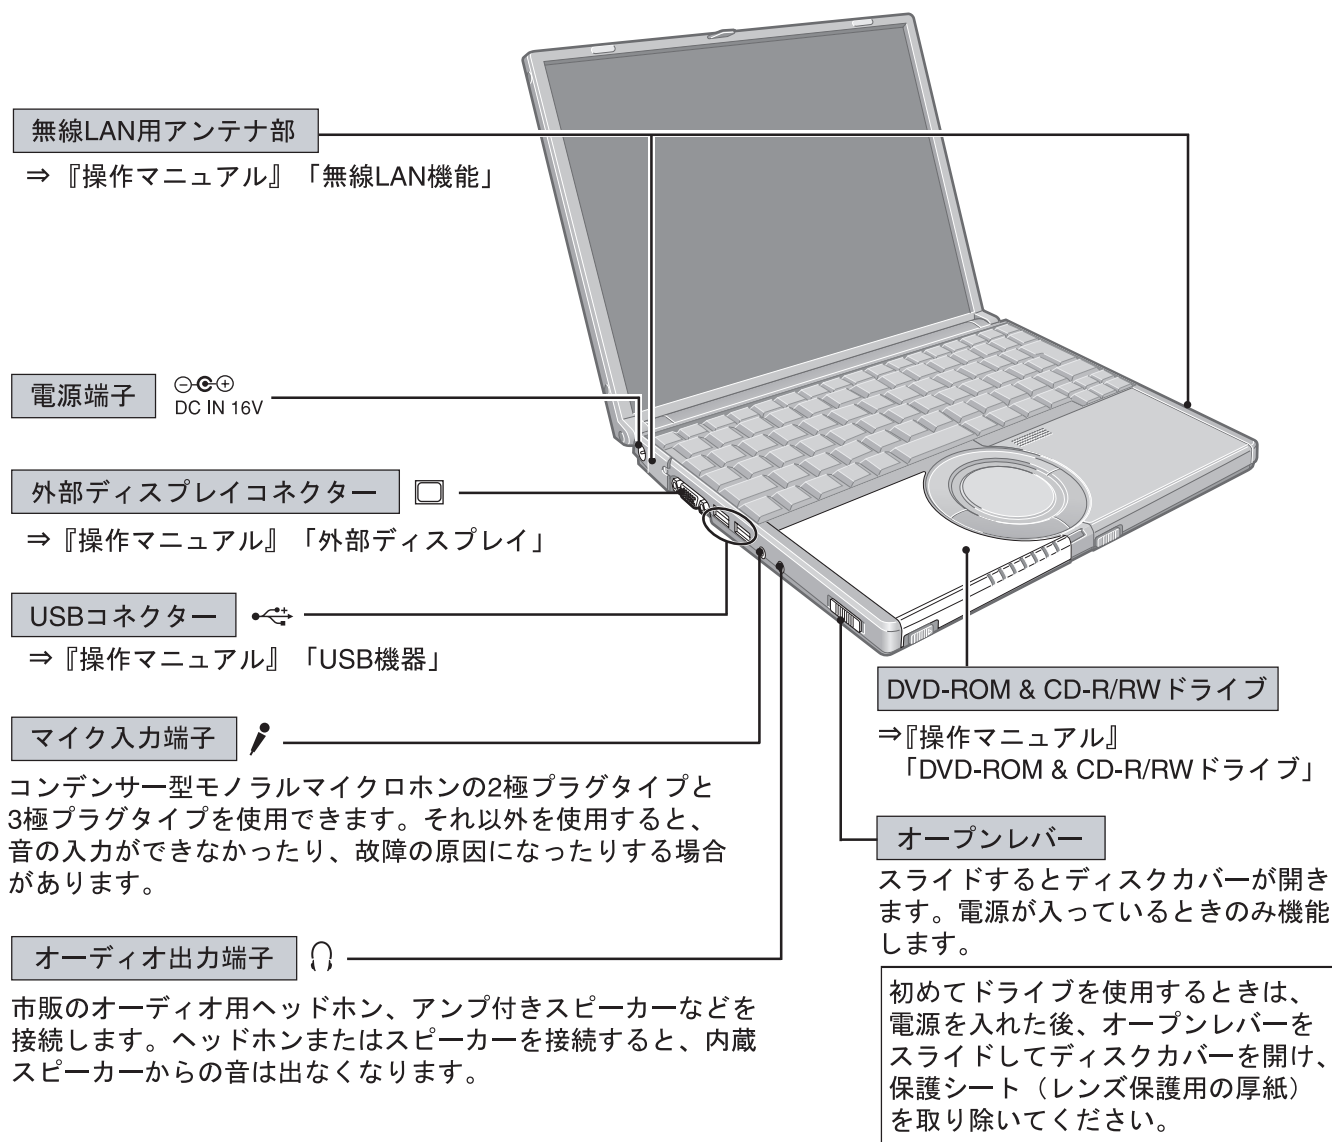 無線LAN用アンテナ部
⇒『操作マニュアル』「無線LAN機能」
電源端子
DC IN 16V
外部ディスプレイコネクター
⇒『操作マニュアル』「外部ディスプレイ」
USBコネクター
⇒『操作マニュアル』「USB機器」
マイク入力端子
コンデンサー型モノラルマイクロホンの2極プラグタイプと
3極プラグタイプを使用できます。それ以外を使用すると、
音の入力ができなかったり、故障の原因になったりする場合
があります。
オーディオ出力端子
市販のオーディオ用ヘッドホン、アンプ付きスピーカーなどを
接続します。ヘッドホンまたはスピーカーを接続すると、内蔵
スピーカーからの音は出なくなります。
DVD-ROM & CD-R/RWドライブ
⇒『操作マニュアル』
「DVD-ROM & CD-R/RWドライブ」
オープンレバー
スライドするとディスクカバーが開き
ます。電源が入っているときのみ機能
します。
初めてドライブを使用するときは、
電源を入れた後、オープンレバーを
スライドしてディスクカバーを開け、
保護シート（レンズ保護用の厚紙）
を取り除いてください。